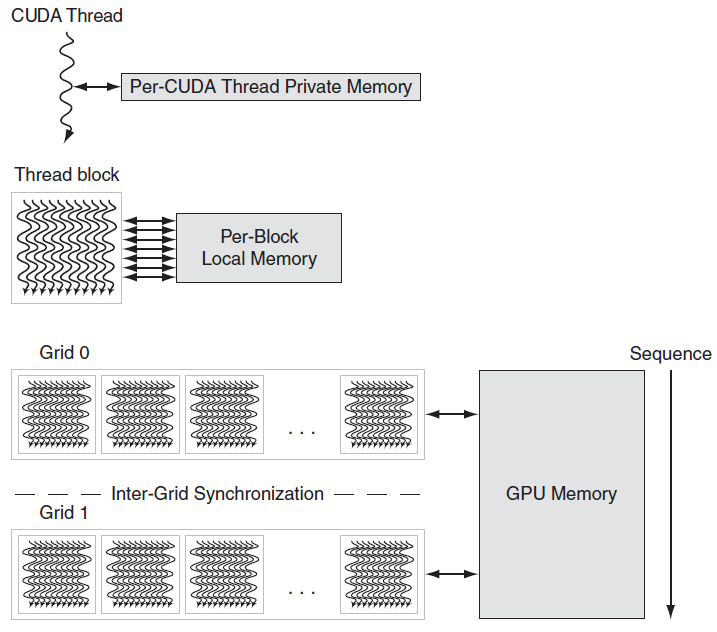 CUDA Thread
Per-CUDA Thread Private Memory
Thread block
Per-Block
Local Memory
Grid 0
Sequence
. . .
Inter-Grid Synchronization
GPU Memory
Grid 1
. . .